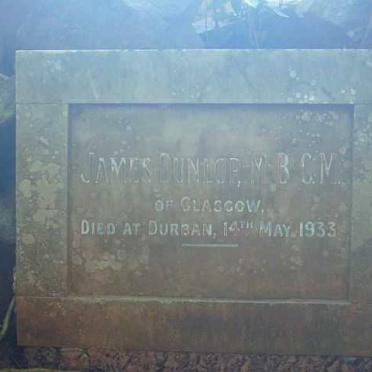 JAMES DUNLOP, M·B·C·M.
OF GLASGOW,
DIED AT DURBAN, 14TH MAY, 1933